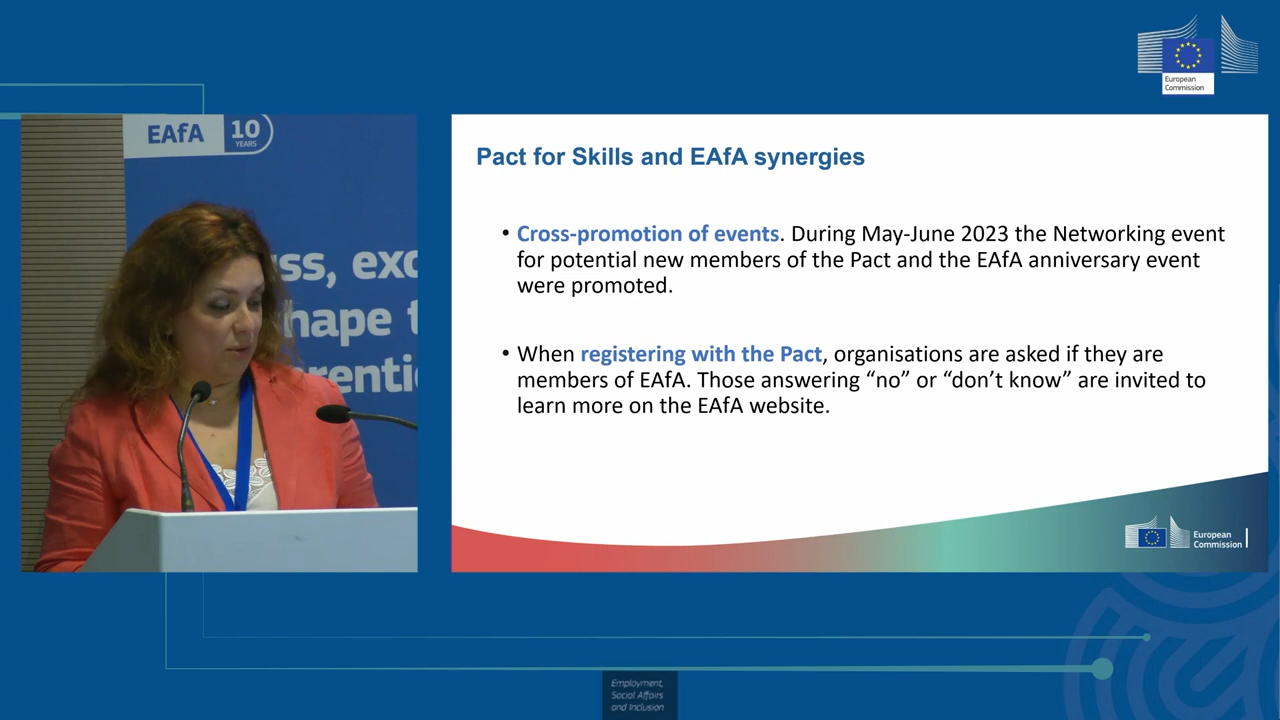 European
Commission
EAfA
10
YEARS
ss, exc
hape t
renti
Pact for Skills and EAfA synergies
• Cross-promotion of events. During May-June 2023 the Networking event
for potential new members of the Pact and the EAfA anniversary event
were promoted.
• When registering with the Pact, organisations are asked if they are
members of EAfA. Those answering “no” or “don’t know” are invited to
learn more on the EAfA website.
European
Commission
Employment,
Social Affairs
and Inclusion